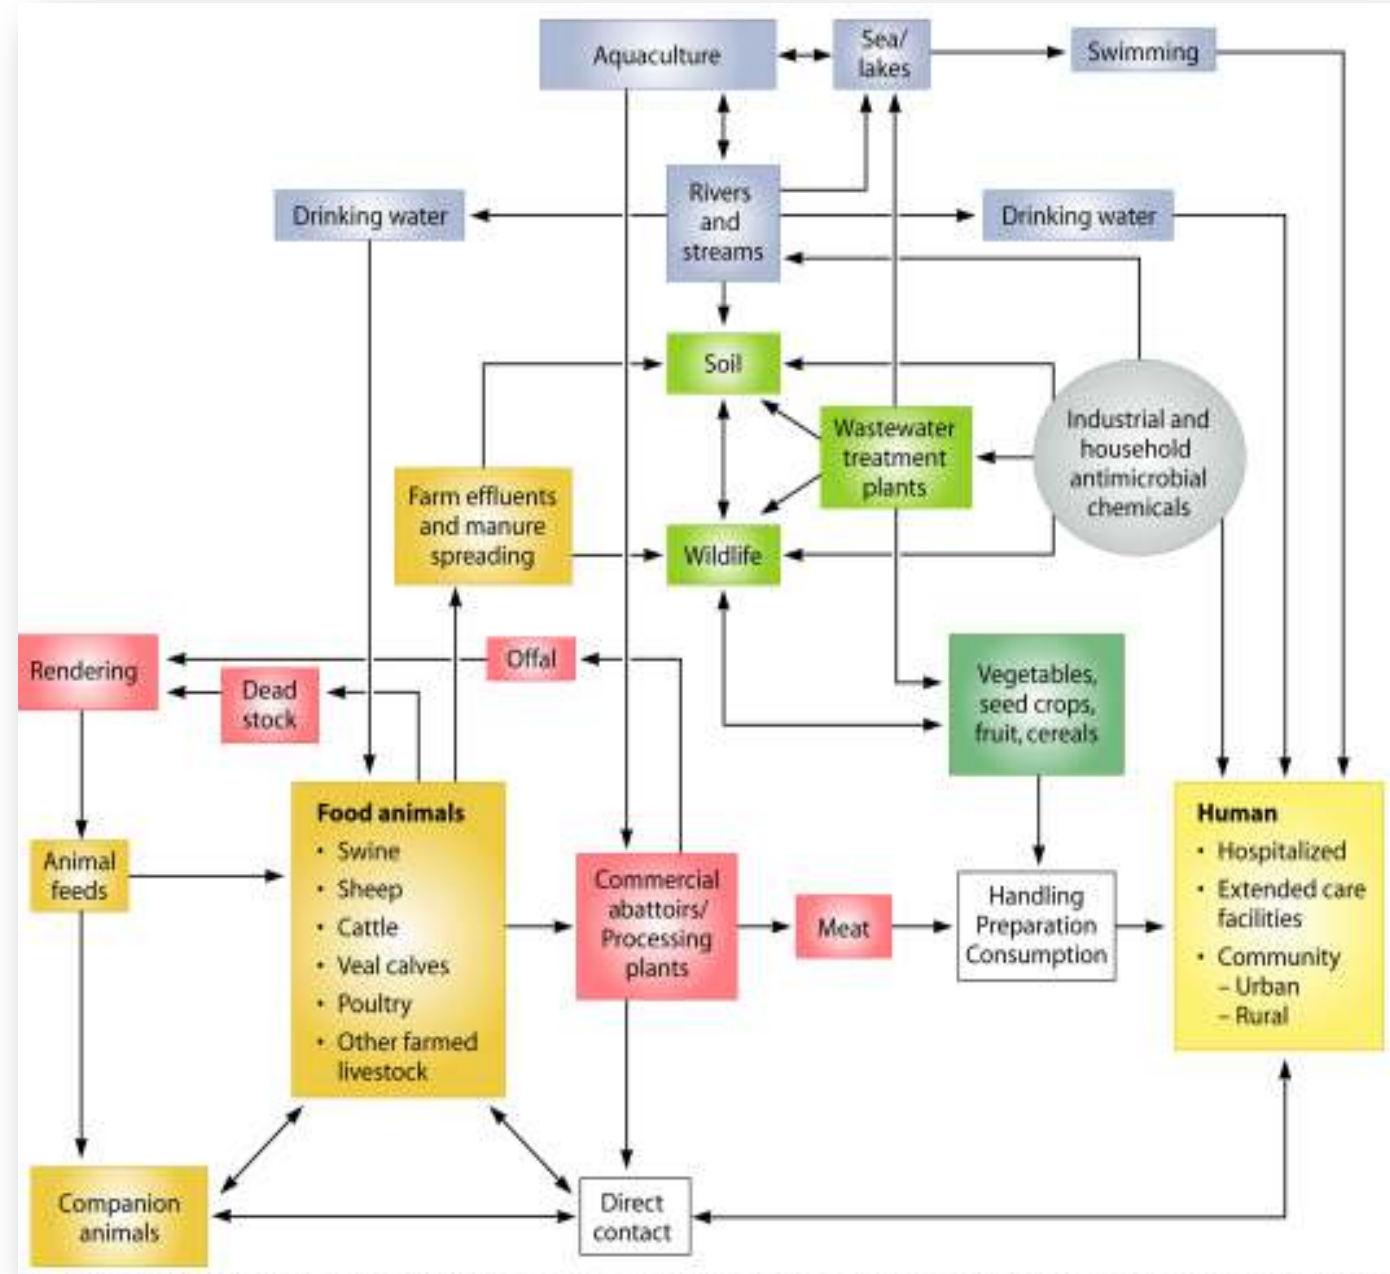 Aquaculture
Sea/
lakes
Swimming
Drinking water
Rivers
and
streams
Drinking water
Soil
Wastewater
treatment
plants
Industrial and
household
antimicrobial
chemicals
Farm effluents
and manure
spreading
Wildlife
Rendering
Offal
Dead
stock
Vegetables,
seed crops,
fruit, cereals
Animal
feeds
Food animals
• Swine
• Sheep
• Cattle
• Veal calves
• Poultry
• Other farmed
livestock
Commercial
abattoirs/
Processing
plants
Meat
Handling
Preparation
Consumption
Human
• Hospitalized
• Extended care
facilities
• Community
– Urban
– Rural
Companion
animals
Direct
contact